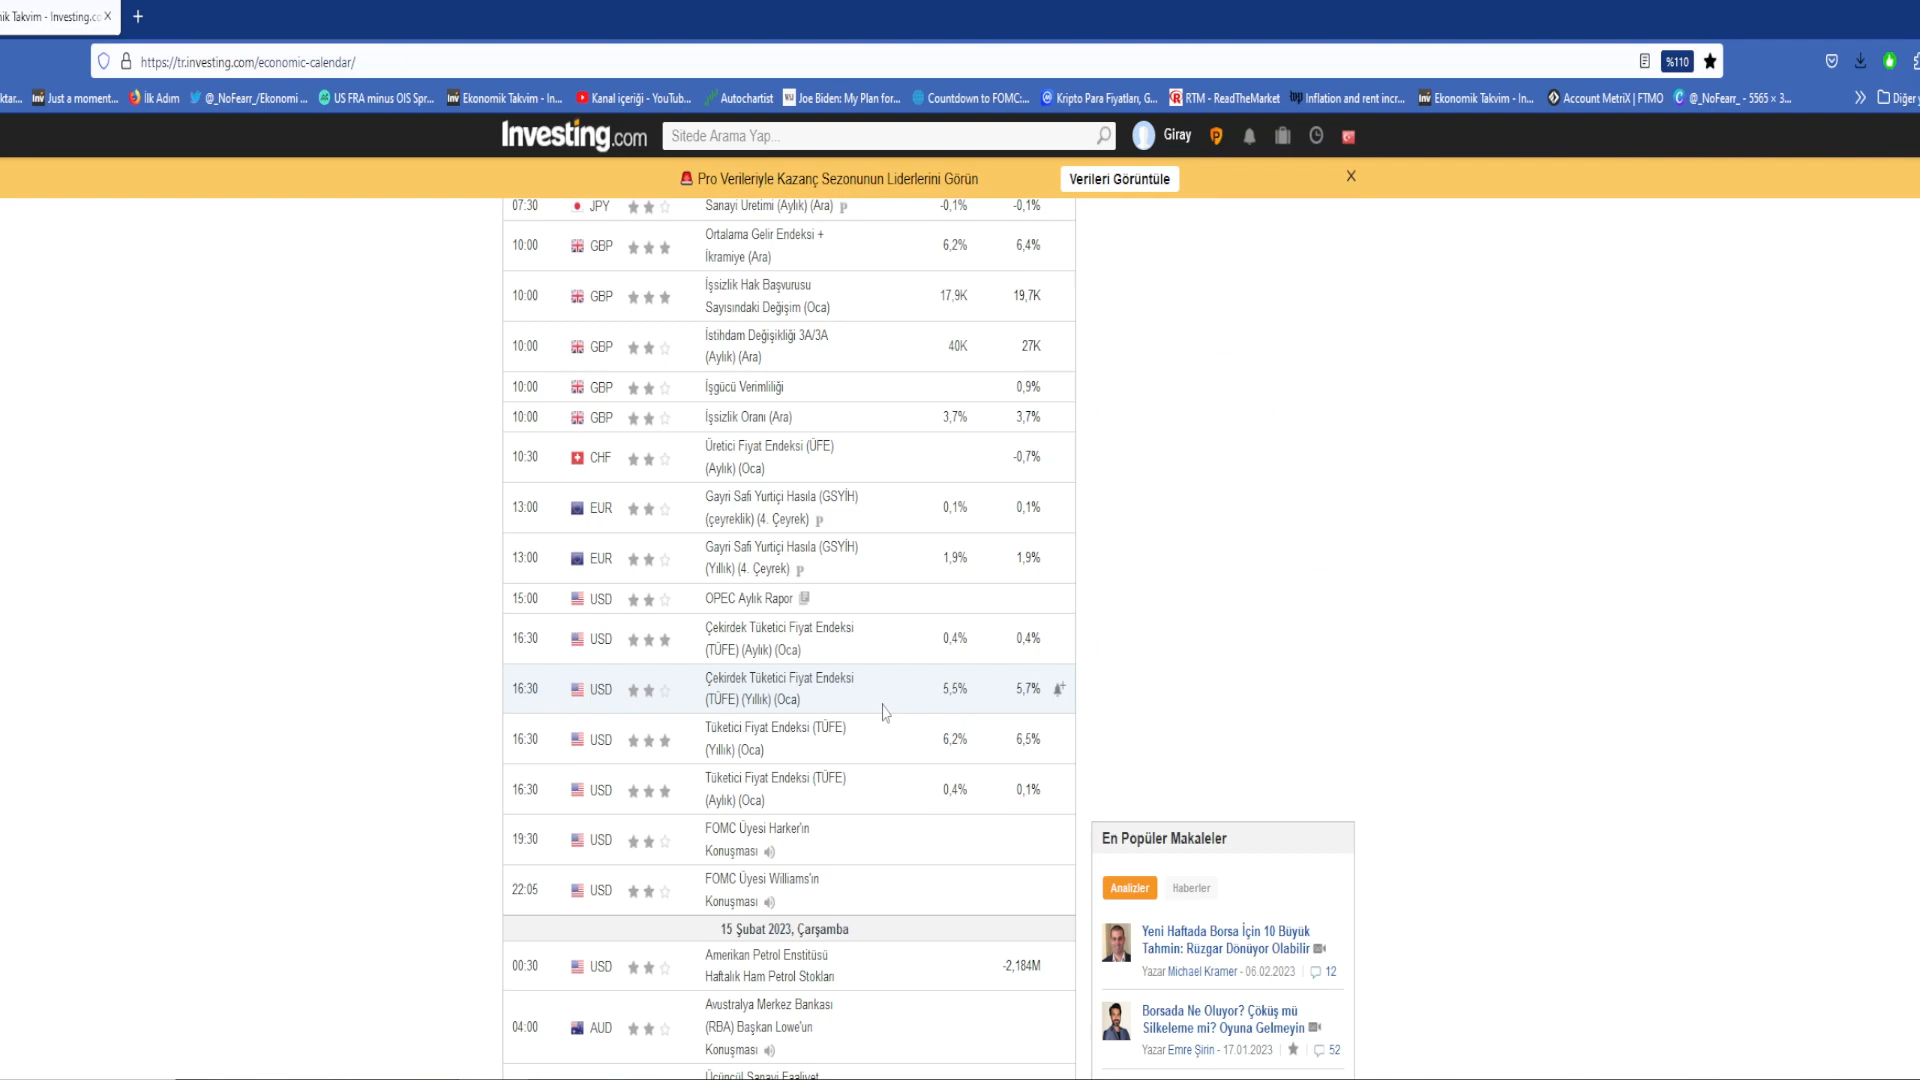 ik Takvim - Investing.co
https://tr.investing.com/economic-calendar/
%110
ktar...
Just a moment...
İlk Adım
@_NoFearr_/Ekonomi ...
US FRA minus OIS Spr...
Ekonomik Takvim - In...
Kanal içeriği - YouTub...
Autochartist
Joe Biden: My Plan for...
Countdown to FOMC:...
Kripto Para Fiyatları, G...
RTM - ReadTheMarket
Inflation and rent incr...
Ekonomik Takvim - In...
Account MetriX | FTMO
@_NoFearr_ - 5565 × 3...
Diğer y
Investing.com
Sitede Arama Yap...
Giray
Pro Verileriyle Kazanç Sezonunun Liderlerini Görün
Verileri Görüntüle
X
07:30 JPY Sanayi Üretimi (Aylık) (Ara) P -0,1% -0,1%
10:00 GBP Ortalama Gelir Endeksi + 6,2% 6,4%
İkramiye (Ara)
10:00 GBP İşsizlik Hak Başvurusu 17,9K 19,7K
Sayısındaki Değişim (Oca)
10:00 GBP İstihdam Değişikliği 3A/3A 40K 27K
(Aylık) (Ara)
10:00 GBP İşgücü Verimliliği 0,9%
10:00 GBP İşsizlik Oranı (Ara) 3,7% 3,7%
10:30 CHF Üretici Fiyat Endeksi (ÜFE) -0,7%
(Aylık) (Oca)
13:00 EUR Gayri Safi Yurtiçi Hasıla (GSYİH) 0,1% 0,1%
(çeyreklik) (4. Çeyrek) P
13:00 EUR Gayri Safi Yurtiçi Hasıla (GSYİH) 1,9% 1,9%
(Yıllık) (4. Çeyrek) P
15:00 USD OPEC Aylık Rapor
16:30 USD Çekirdek Tüketici Fiyat Endeksi 0,4% 0,4%
(TÜFE) (Aylık) (Oca)
16:30 USD Çekirdek Tüketici Fiyat Endeksi 5,5% 5,7%
(TÜFE) (Yıllık) (Oca)
16:30 USD Tüketici Fiyat Endeksi (TÜFE) 6,2% 6,5%
(Yıllık) (Oca)
16:30 USD Tüketici Fiyat Endeksi (TÜFE) 0,4% 0,1%
(Aylık) (Oca)
19:30 USD FOMC Üyesi Harker'ın
Konuşması
22:05 USD FOMC Üyesi Williams'ın
Konuşması
15 Şubat 2023, Çarşamba
00:30 USD Amerikan Petrol Enstitüsü -2,184M
Haftalık Ham Petrol Stokları
04:00 AUD Avustralya Merkez Bankası
(RBA) Başkan Lowe'un
Konuşması
Üçüncül Sanayi Faaliyet
En Popüler Makaleler
Analizler Haberler
Yeni Haftada Borsa İçin 10 Büyük
Tahmin: Rüzgar Dönüyor Olabilir
Yazar Michael Kramer - 06.02.2023 12
Borsada Ne Oluyor? Çöküş mü
Silkeleme mi? Oyuna Gelmeyin
Yazar Emre Şirin - 17.01.2023 52